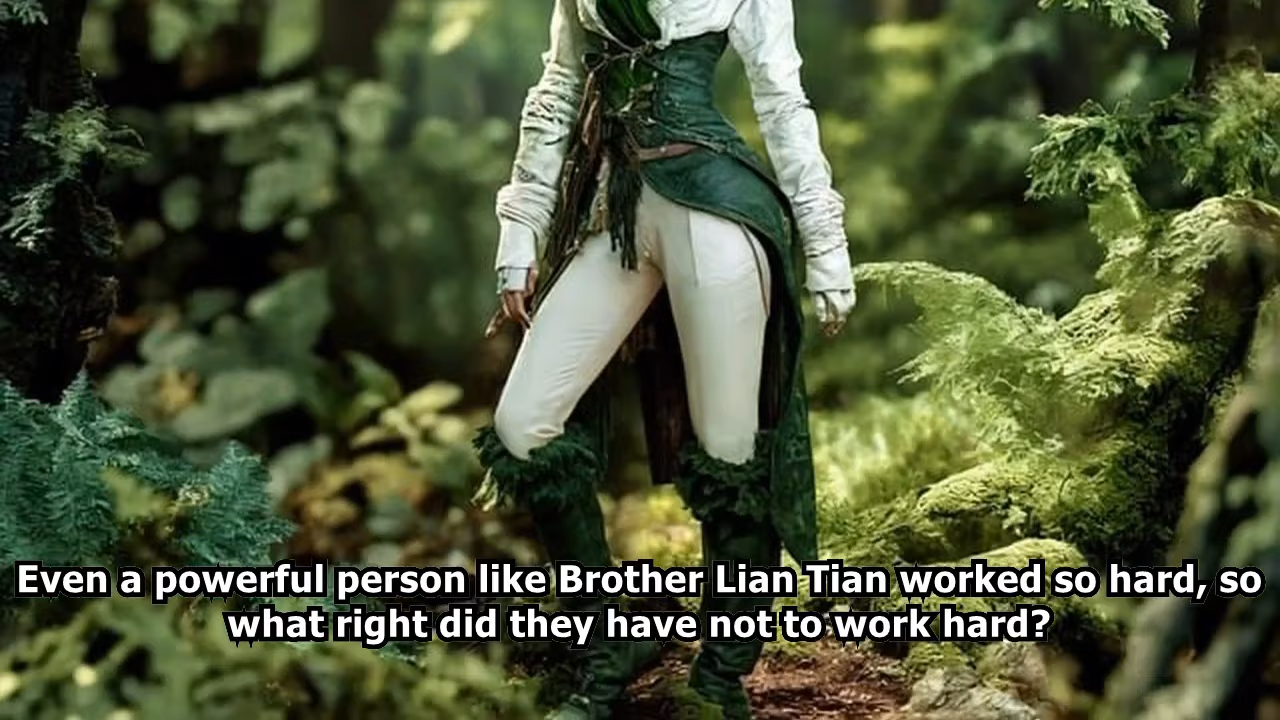 Even a powerful person like Brother Lian Tian worked so hard, so
what right did they have not to work hard?